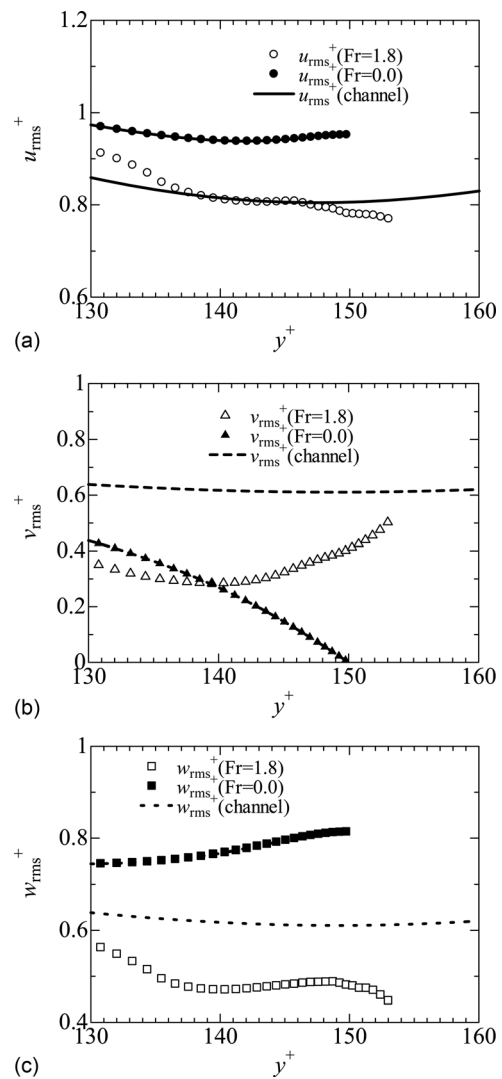 1.2
u_rms^+ (Fr=1.8)
u_rms^+ (Fr=0.0)
u_rms^+ (channel)
1
u_rms^+
0.8
0.6
130 140 150 160
(a) y^+
1
v_rms^+ (Fr=1.8)
v_rms^+ (Fr=0.0)
v_rms^+ (channel)
0.8
0.6
v_rms^+
0.4
0.2
0
130 140 150 160
(b) y^+
1
w_rms^+ (Fr=1.8)
w_rms^+ (Fr=0.0)
w_rms^+ (channel)
0.8
w_rms^+
0.6
0.4
130 140 150 160
(c) y^+